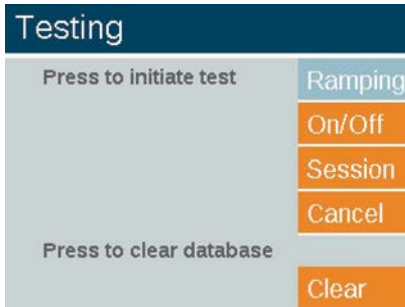 Testing
Press to initiate test
Ramping
On/Off
Session
Cancel
Press to clear database
Clear